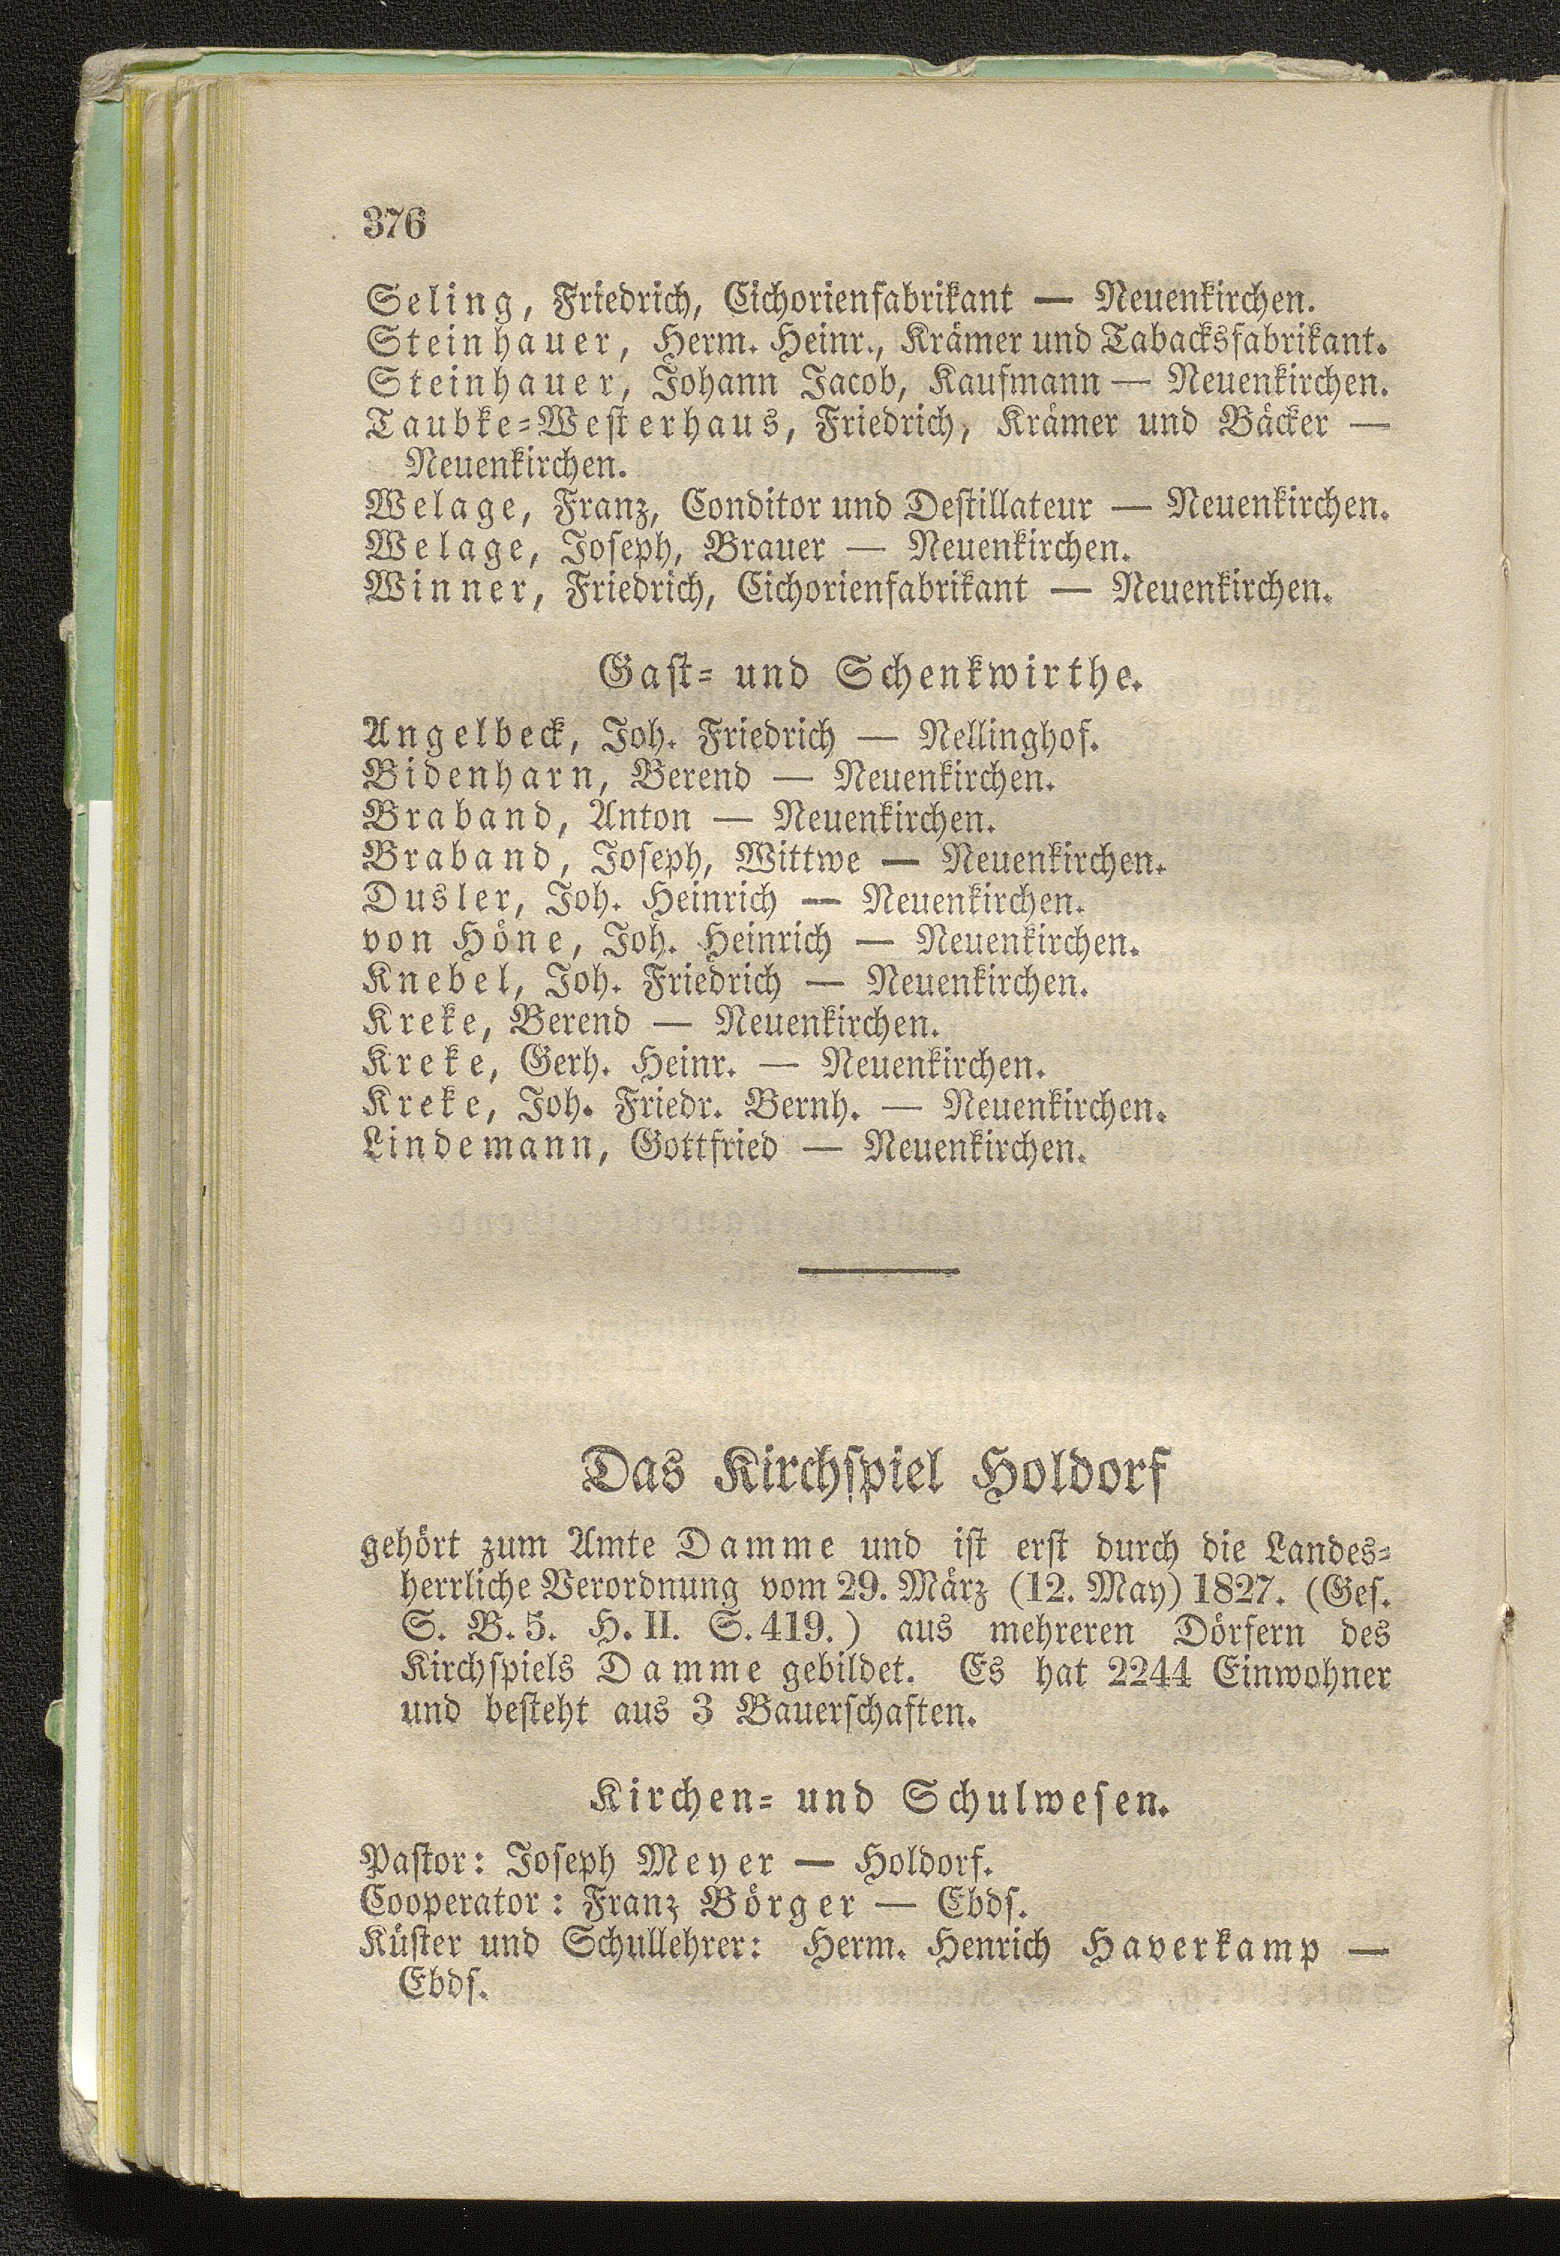 376
Seling, Friedrich, Cichorienfabrikant — Neuenkirchen.
Steinhauer, Herm. Heinr., Krämer und Tabacksfabrikant.
Steinhauer, Johann Jacob, Kaufmann — Neuenkirchen.
Taubke-Westerhaus, Friedrich, Krämer und Bäcker —
Neuenkirchen.
Welage, Franz, Conditor und Destillateur — Neuenkirchen.
Welage, Joseph, Brauer — Neuenkirchen.
Winner, Friedrich, Cichorienfabrikant — Neuenkirchen.
Gast- und Schenkwirthe.
Angelbeck, Joh. Friedrich — Nellinghof.
Bidenharn, Berend — Neuenkirchen.
Braband, Anton — Neuenkirchen.
Braband, Joseph, Wittwe — Neuenkirchen.
Dusler, Joh. Heinrich — Neuenkirchen.
von Höne, Joh. Heinrich — Neuenkirchen.
Knebel, Joh. Friedrich — Neuenkirchen.
Kreke, Berend — Neuenkirchen.
Kreke, Gerh. Heinr. — Neuenkirchen.
Kreke, Joh. Friedr. Bernh. — Neuenkirchen.
Lindemann, Gottfried — Neuenkirchen.
Das Kirchspiel Holdorf
gehört zum Amte Damme und ist erst durch die Landes-
herrliche Verordnung vom 29. März (12. May) 1827. (Ges.
S. B. 5. H. II. S. 419.) aus mehreren Dörfern des
Kirchspiels Damme gebildet. Es hat 2244 Einwohner
und besteht aus 3 Bauerschaften.
Kirchen- und Schulwesen.
Pastor: Joseph Meyer — Holdorf.
Cooperator: Franz Börger — Ebds.
Küster und Schullehrer: Herm. Henrich Haverkamp —
Ebds.